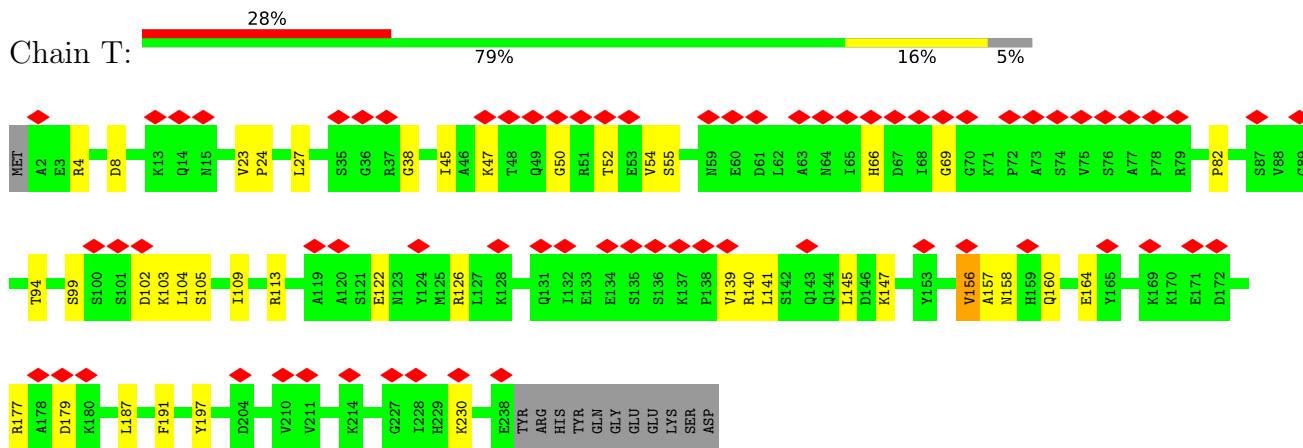 28%
Chain T:
79% 16% 5%
MET A2 E3 R4 D8 K13 Q14 N15 V23 P24 L27 S35 G36 R37 G38 I45 A46 K47 T48 Q49 G50 R51 T52 E53 V54 S55 N59 E60 D61 L62 A63 N64 I65 H66 D67 I68 G69 G70 K71 P72 A73 S74 V75 S76 A77 P78 R79 P82 S87 V88
T94 S99 S100 S101 D102 K103 L104 S105 I109 R113 A119 A120 S121 E122 N123 Y124 M125 R126 L127 K128 Q131 I132 E133 E134 S135 S136 K137 P138 V139 R140 L141 S142 Q143 Q144 L145 D146 K147 Y153 V156 A157 N158 H159 Q160 E164 Y165 K169 K170 E171 D172
R177 A178 D179 K180 L187 F191 Y197 D204 V210 V211 K214 G227 I228 H229 K230 E238 TYR ARG HIS TYR GLN GLY GLU GLU LYS SER ASP